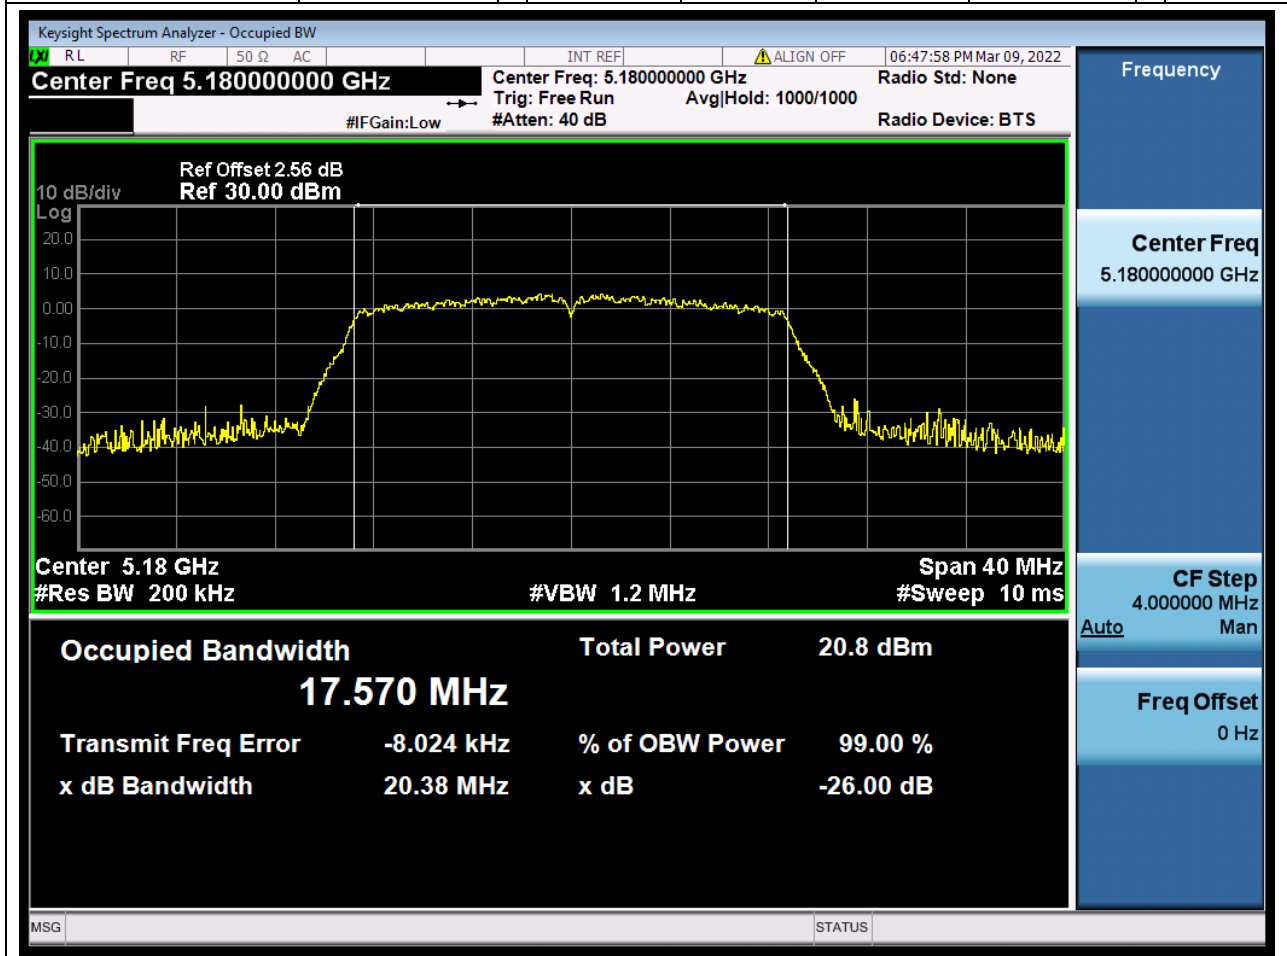 Keysight Spectrum Analyzer - Occupied BW
LXI RL RF 50 Ω AC INT REF ALIGN OFF 06:47:58 PM Mar 09, 2022
Center Freq 5.180000000 GHz
Center Freq: 5.180000000 GHz
Radio Std: None
Trig: Free Run Avg|Hold: 1000/1000
#IFGain:Low
#Atten: 40 dB
Radio Device: BTS
Frequency
Ref Offset 2.56 dB
10 dB/div Ref 30.00 dBm
Log
20.0
10.0
0.00
-10.0
-20.0
-30.0
-40.0
-50.0
-60.0
Center 5.18 GHz Span 40 MHz
#Res BW 200 kHz #VBW 1.2 MHz #Sweep 10 ms
Center Freq
5.180000000 GHz
CF Step
4.000000 MHz
Auto Man
Freq Offset
0 Hz
Occupied Bandwidth Total Power 20.8 dBm
17.570 MHz
Transmit Freq Error -8.024 kHz % of OBW Power 99.00 %
x dB Bandwidth 20.38 MHz x dB -26.00 dB
MSG STATUS